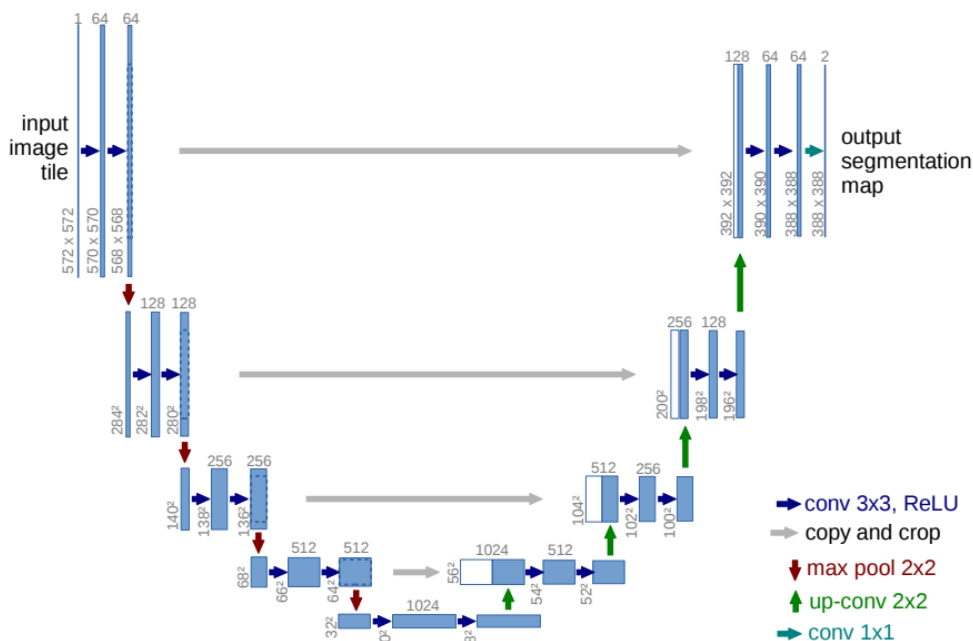 1
64
64
input
image
tile
572 x 572
570 x 570
568 x 568
128
64
64
2
output
segmentation
map
392 x 392
390 x 390
388 x 388
388 x 388
128
128
284²
282²
280²
256
128
200²
198²
196²
256
256
140²
138²
136²
512
256
104²
102²
100²
512
512
68²
66²
64²
1024
512
56²
54²
52²
1024
32²
conv 3x3, ReLU
copy and crop
max pool 2x2
up-conv 2x2
conv 1x1